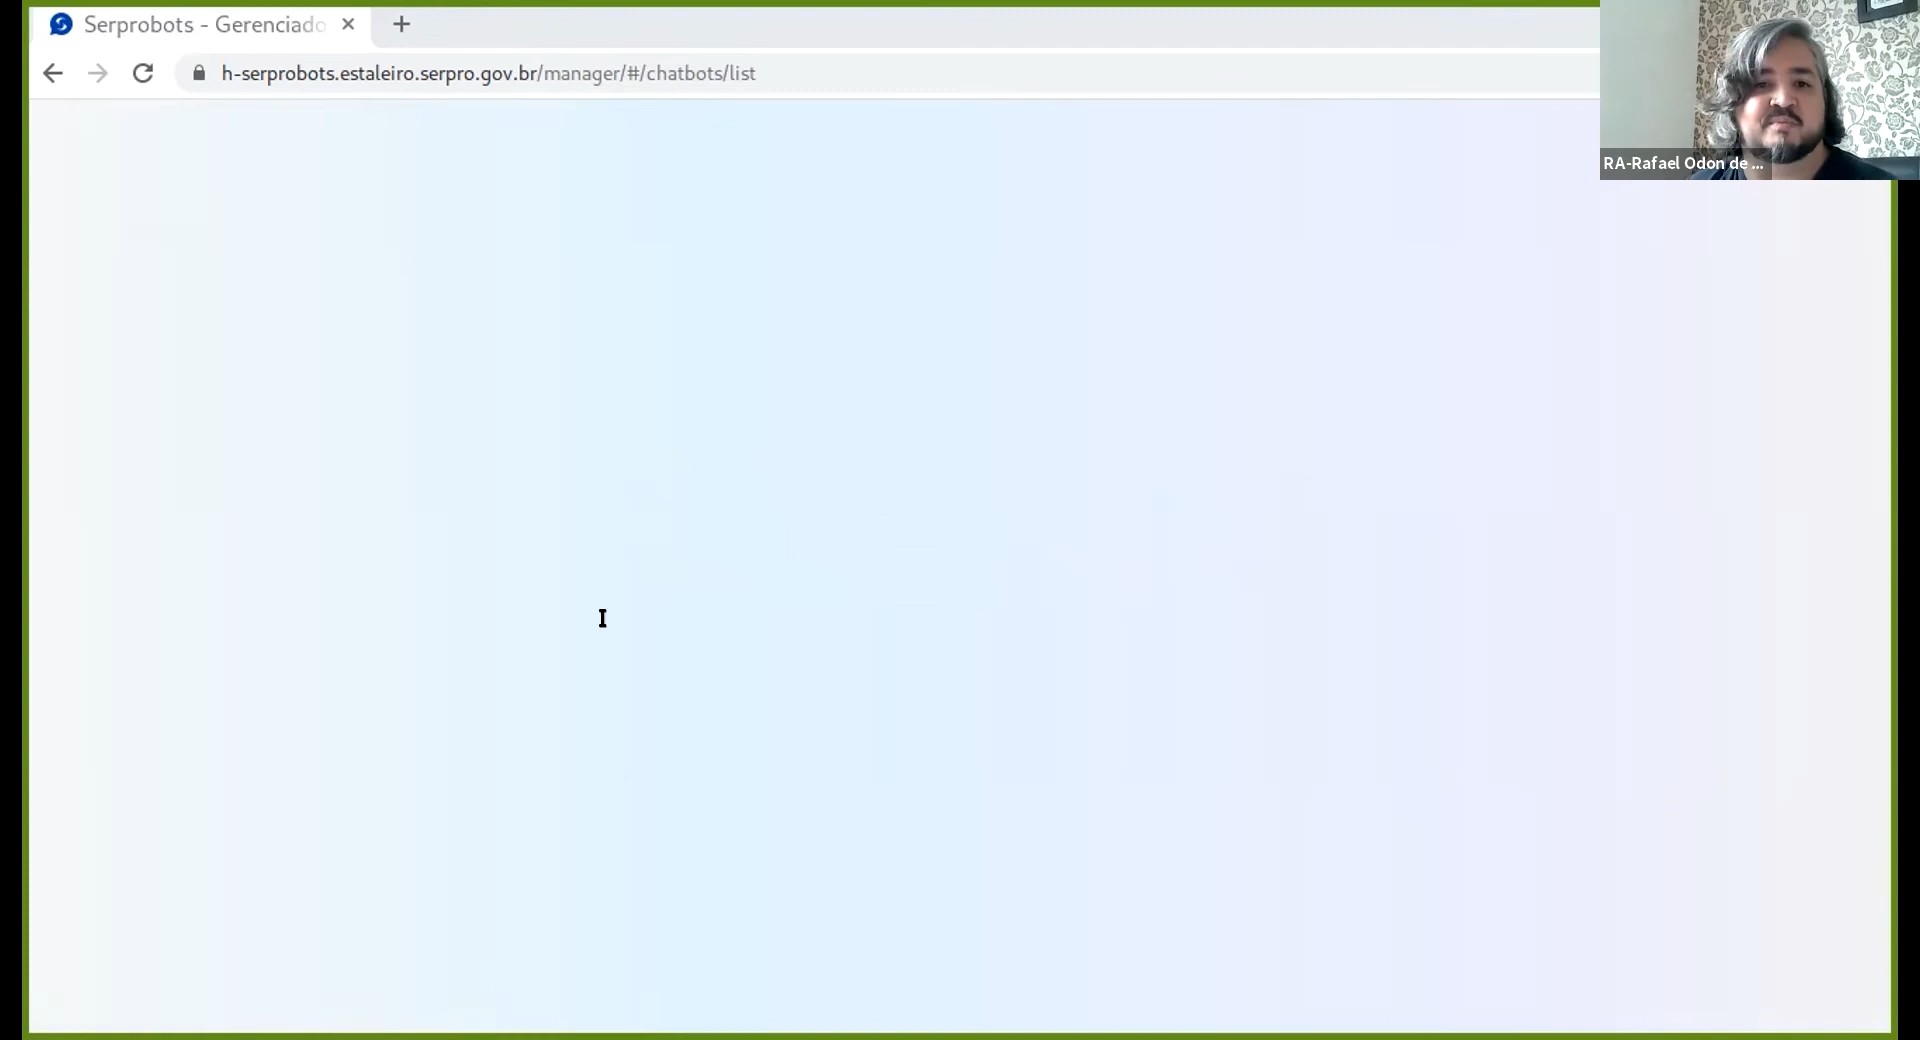 Serprobots - Gerenciado
h-serprobots.estaleiro.serpro.gov.br/manager/#/chatbots/list
RA-Rafael Odon de ...